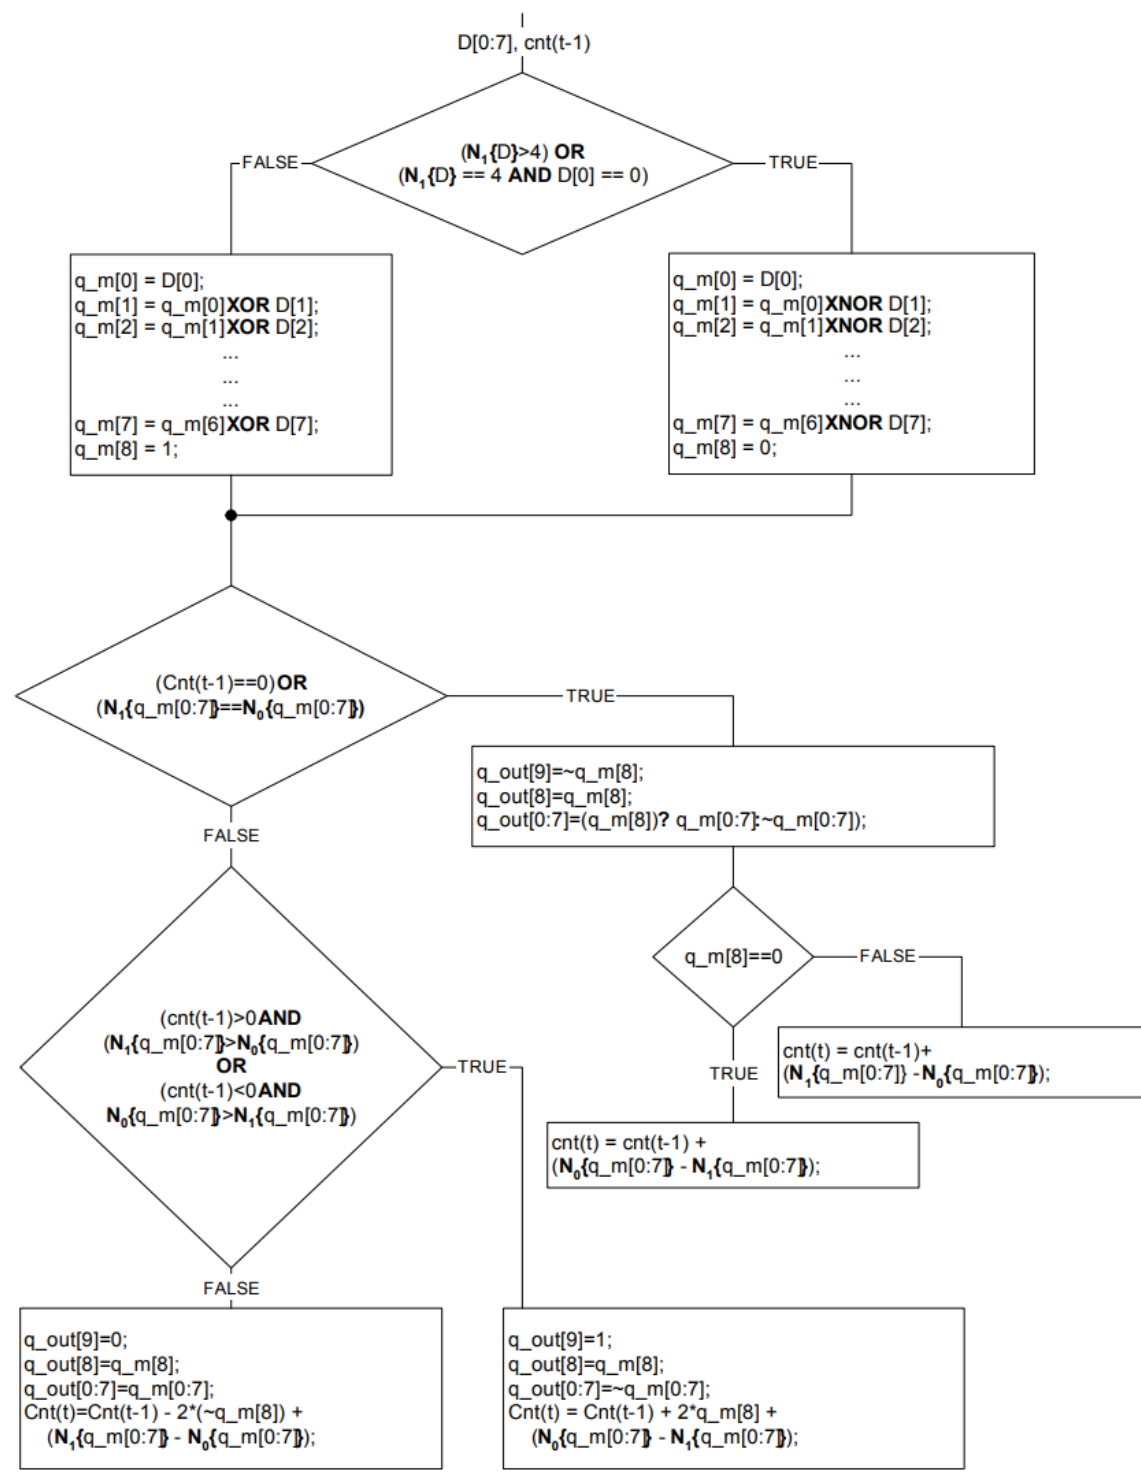 D[0:7], cnt(t-1)
(N₁{D}>4) OR
(N₁{D} == 4 AND D[0] == 0)
FALSE
TRUE
q_m[0] = D[0];
q_m[1] = q_m[0]XOR D[1];
q_m[2] = q_m[1]XOR D[2];
...
...
...
q_m[7] = q_m[6]XOR D[7];
q_m[8] = 1;
q_m[0] = D[0];
q_m[1] = q_m[0]XNOR D[1];
q_m[2] = q_m[1]XNOR D[2];
...
...
...
q_m[7] = q_m[6]XNOR D[7];
q_m[8] = 0;
(Cnt(t-1)==0)OR
(N₁{q_m[0:7]}==N₀{q_m[0:7]})
TRUE
FALSE
q_out[9]=~q_m[8];
q_out[8]=q_m[8];
q_out[0:7]=(q_m[8])? q_m[0:7]:~q_m[0:7]);
q_m[8]==0
FALSE
TRUE
cnt(t) = cnt(t-1)+
(N₁{q_m[0:7]} -N₀{q_m[0:7]});
cnt(t) = cnt(t-1) +
(N₀{q_m[0:7]} - N₁{q_m[0:7]});
(cnt(t-1)>0AND
(N₁{q_m[0:7]}>N₀{q_m[0:7]})
OR
(cnt(t-1)<0AND
N₀{q_m[0:7]}>N₁{q_m[0:7]})
TRUE
FALSE
q_out[9]=0;
q_out[8]=q_m[8];
q_out[0:7]=q_m[0:7];
Cnt(t)=Cnt(t-1) - 2*(~q_m[8]) +
(N₁{q_m[0:7]} - N₀{q_m[0:7]});
q_out[9]=1;
q_out[8]=q_m[8];
q_out[0:7]=~q_m[0:7];
Cnt(t) = Cnt(t-1) + 2*q_m[8] +
(N₀{q_m[0:7]} - N₁{q_m[0:7]});